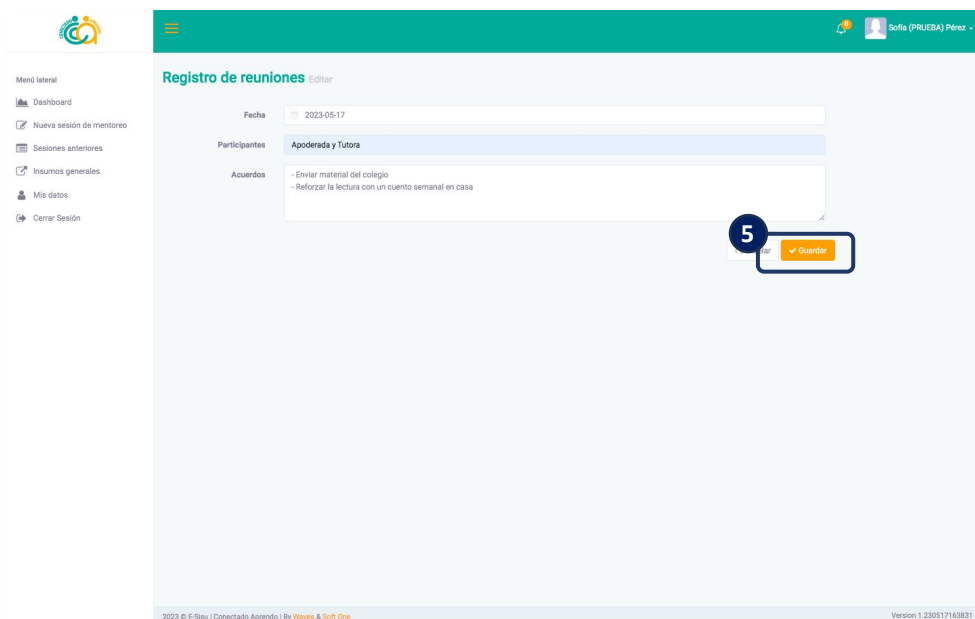 0
Sofía (PRUEBA) Pérez
Menú lateral
Dashboard
Nueva sesión de mentoreo
Sesiones anteriores
Insumos generales
Mis datos
Cerrar Sesión
Registro de reuniones Editar
Fecha 2023-05-17
Participantes Apoderada y Tutora
Acuerdos - Enviar material del colegio
- Reforzar la lectura con un cuento semanal en casa
5
Guardar
2023 © E-Sisu | Conectado Aprendo | By Waves & Soft One
Version 1.230517163831